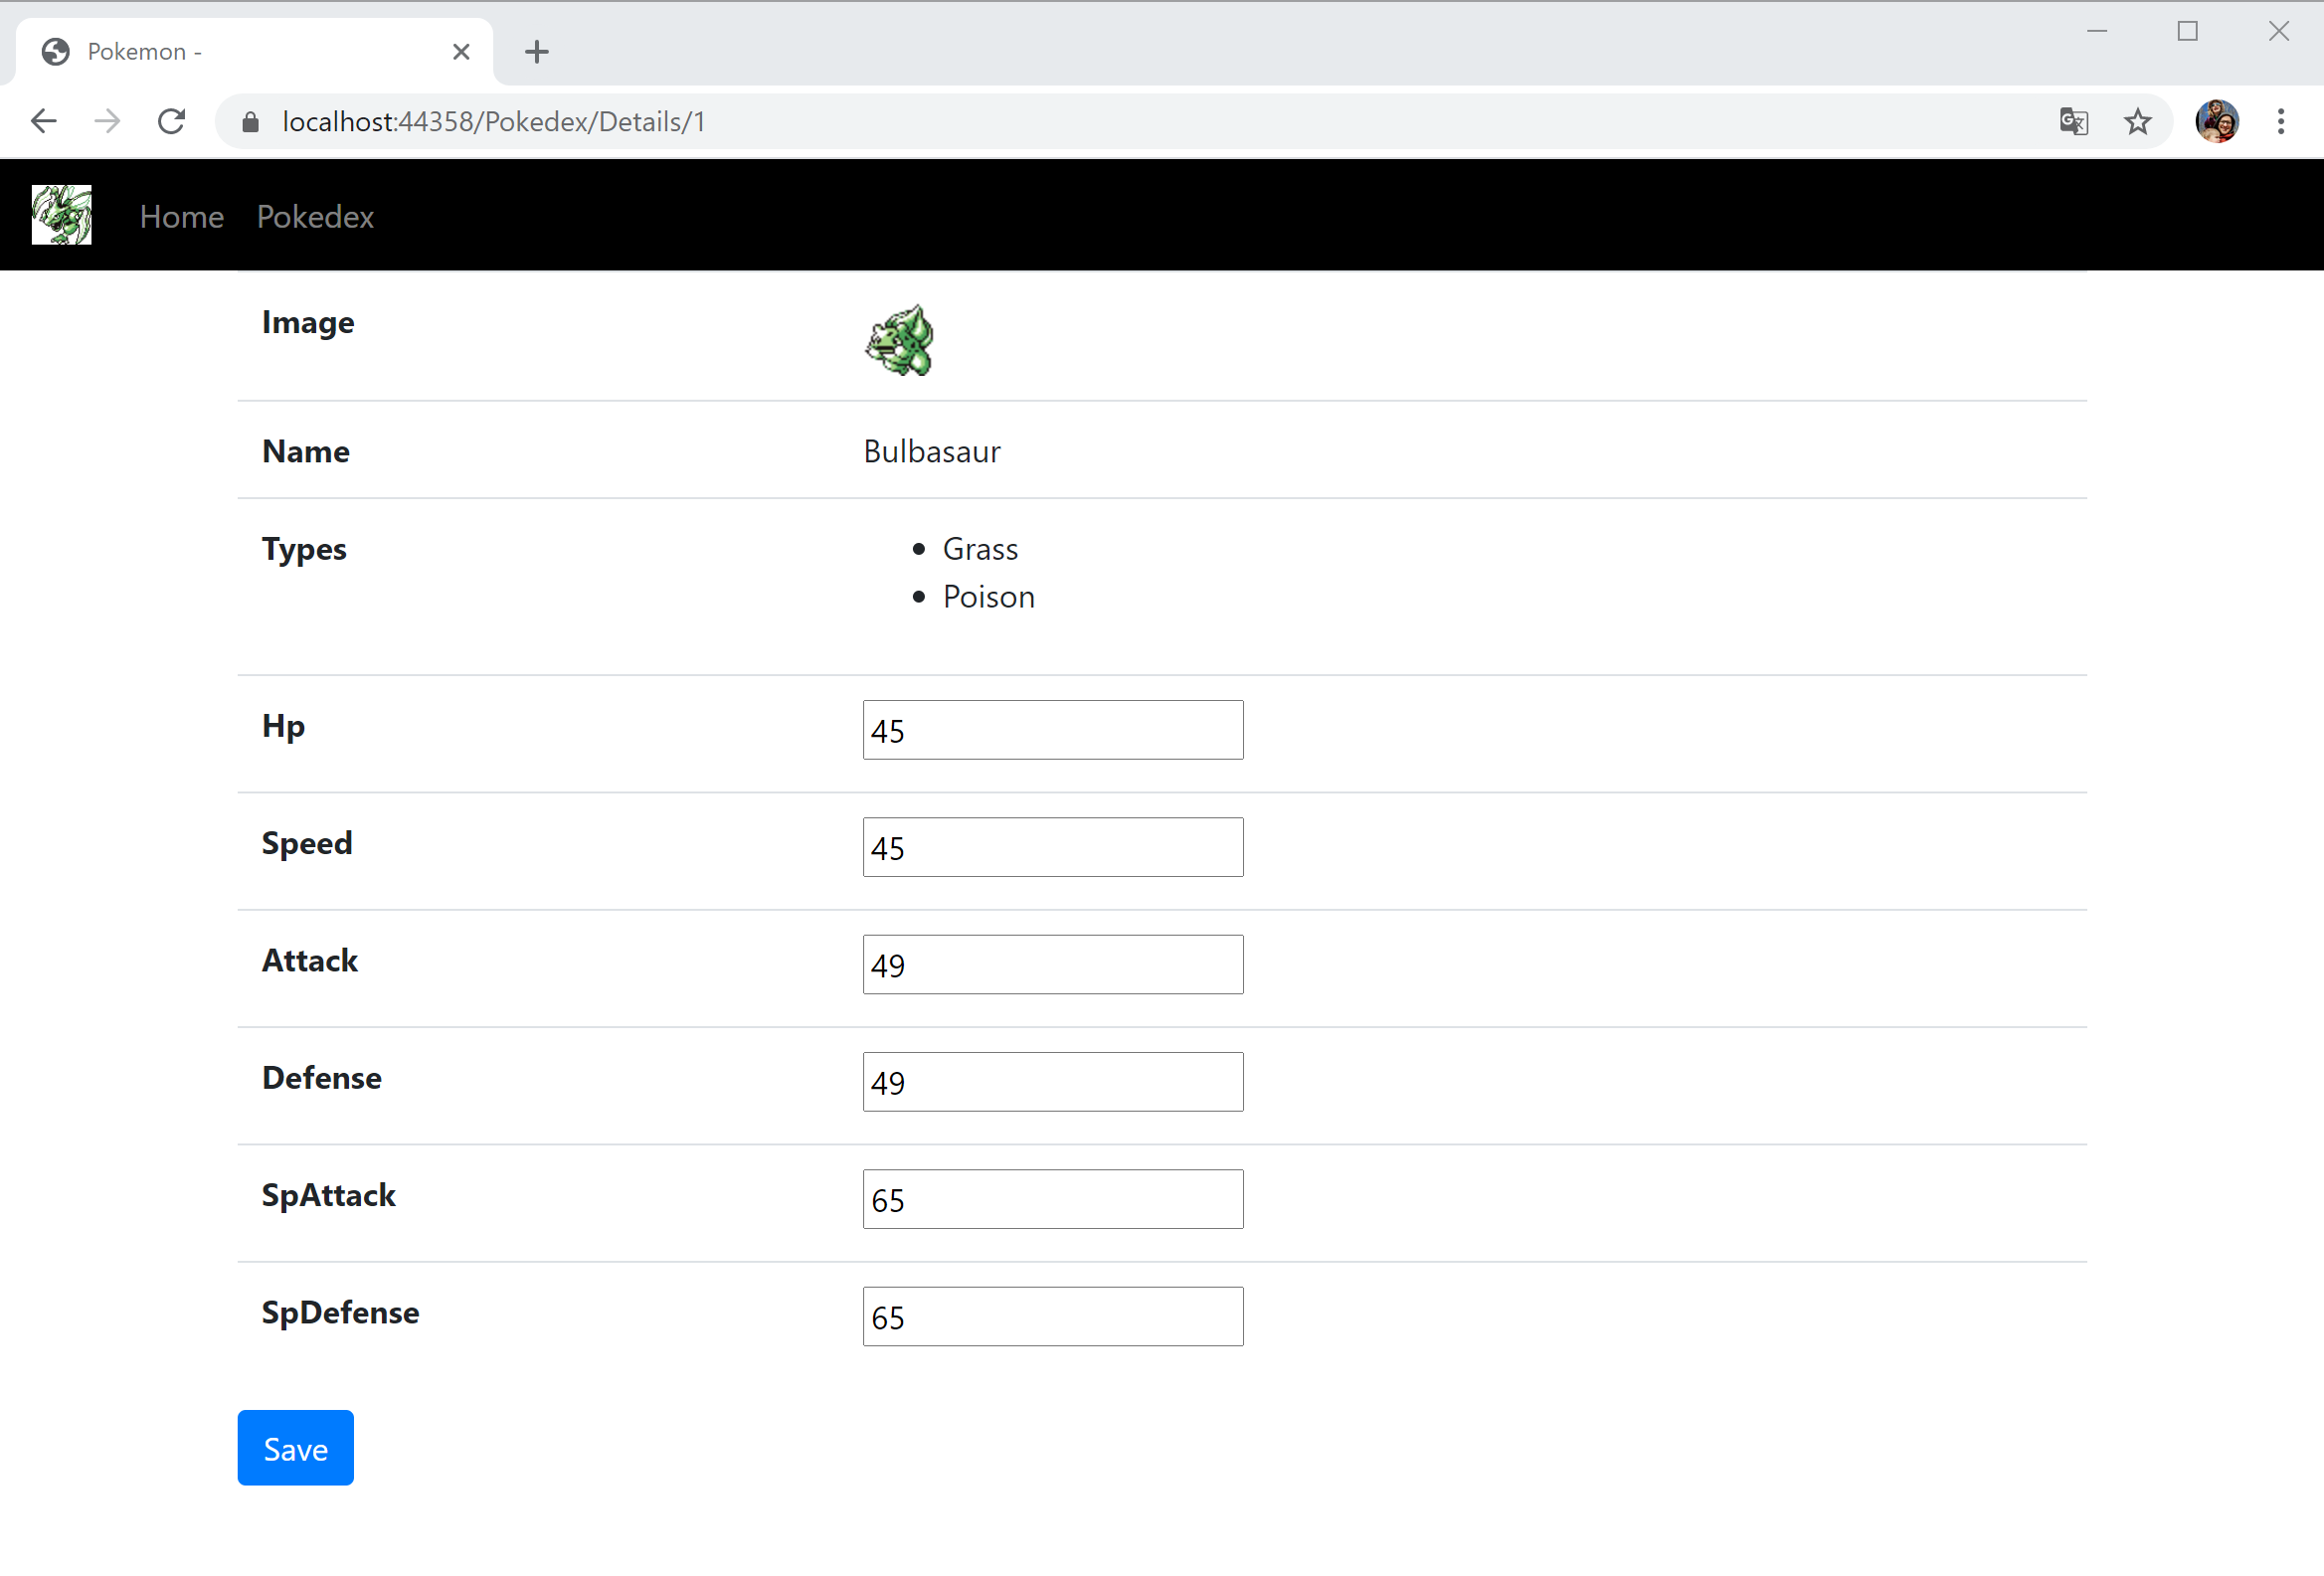 Pokemon -
localhost:44358/Pokedex/Details/1
Home Pokedex
Image
Name Bulbasaur
Types
• Grass
• Poison
Hp 45
Speed 45
Attack 49
Defense 49
SpAttack 65
SpDefense 65
Save